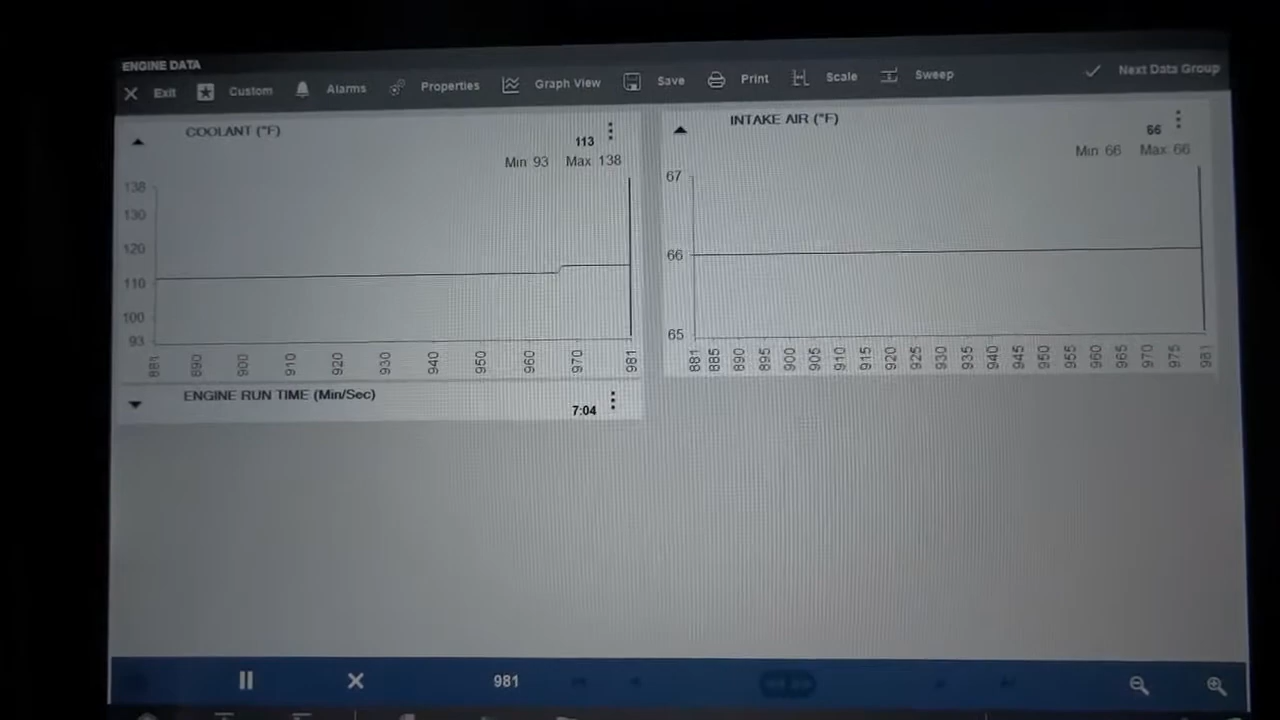 ENGINE DATA
Exit Custom Alarms Properties Graph View Save Print Scale Sweep Next Data Group
COOLANT (°F)
113
Min 93 Max 138
138
130
120
110
100
93
881 890 900 910 920 930 940 950 960 970 981
INTAKE AIR (°F)
66
Min 66 Max 66
67
66
65
881 885 890 895 900 905 910 915 920 925 930 935 940 945 950 955 960 965 970 975 981
ENGINE RUN TIME (Min/Sec)
7:04
981